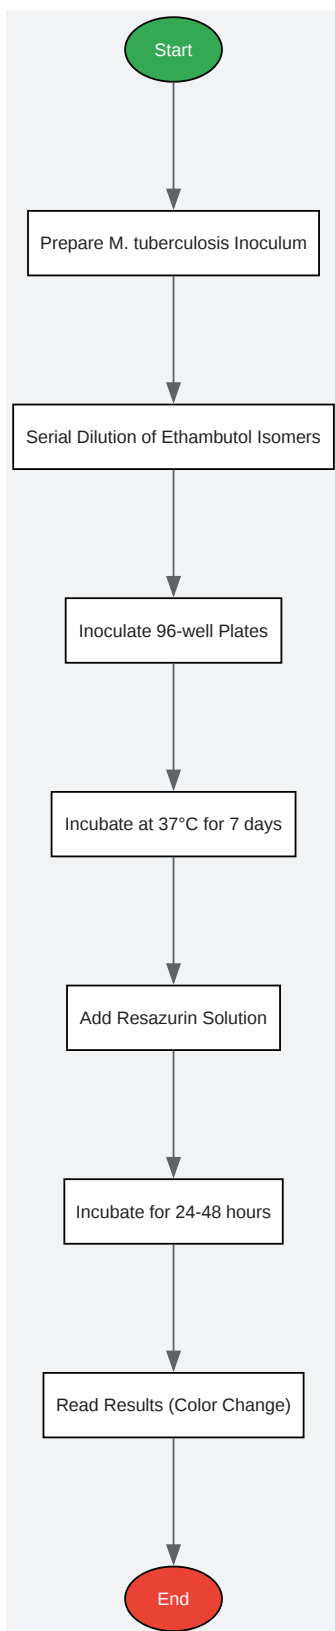 Start
Prepare M. tuberculosis Inoculum
Serial Dilution of Ethambutol Isomers
Inoculate 96-well Plates
Incubate at 37°C for 7 days
Add Resazurin Solution
Incubate for 24-48 hours
Read Results (Color Change)
End